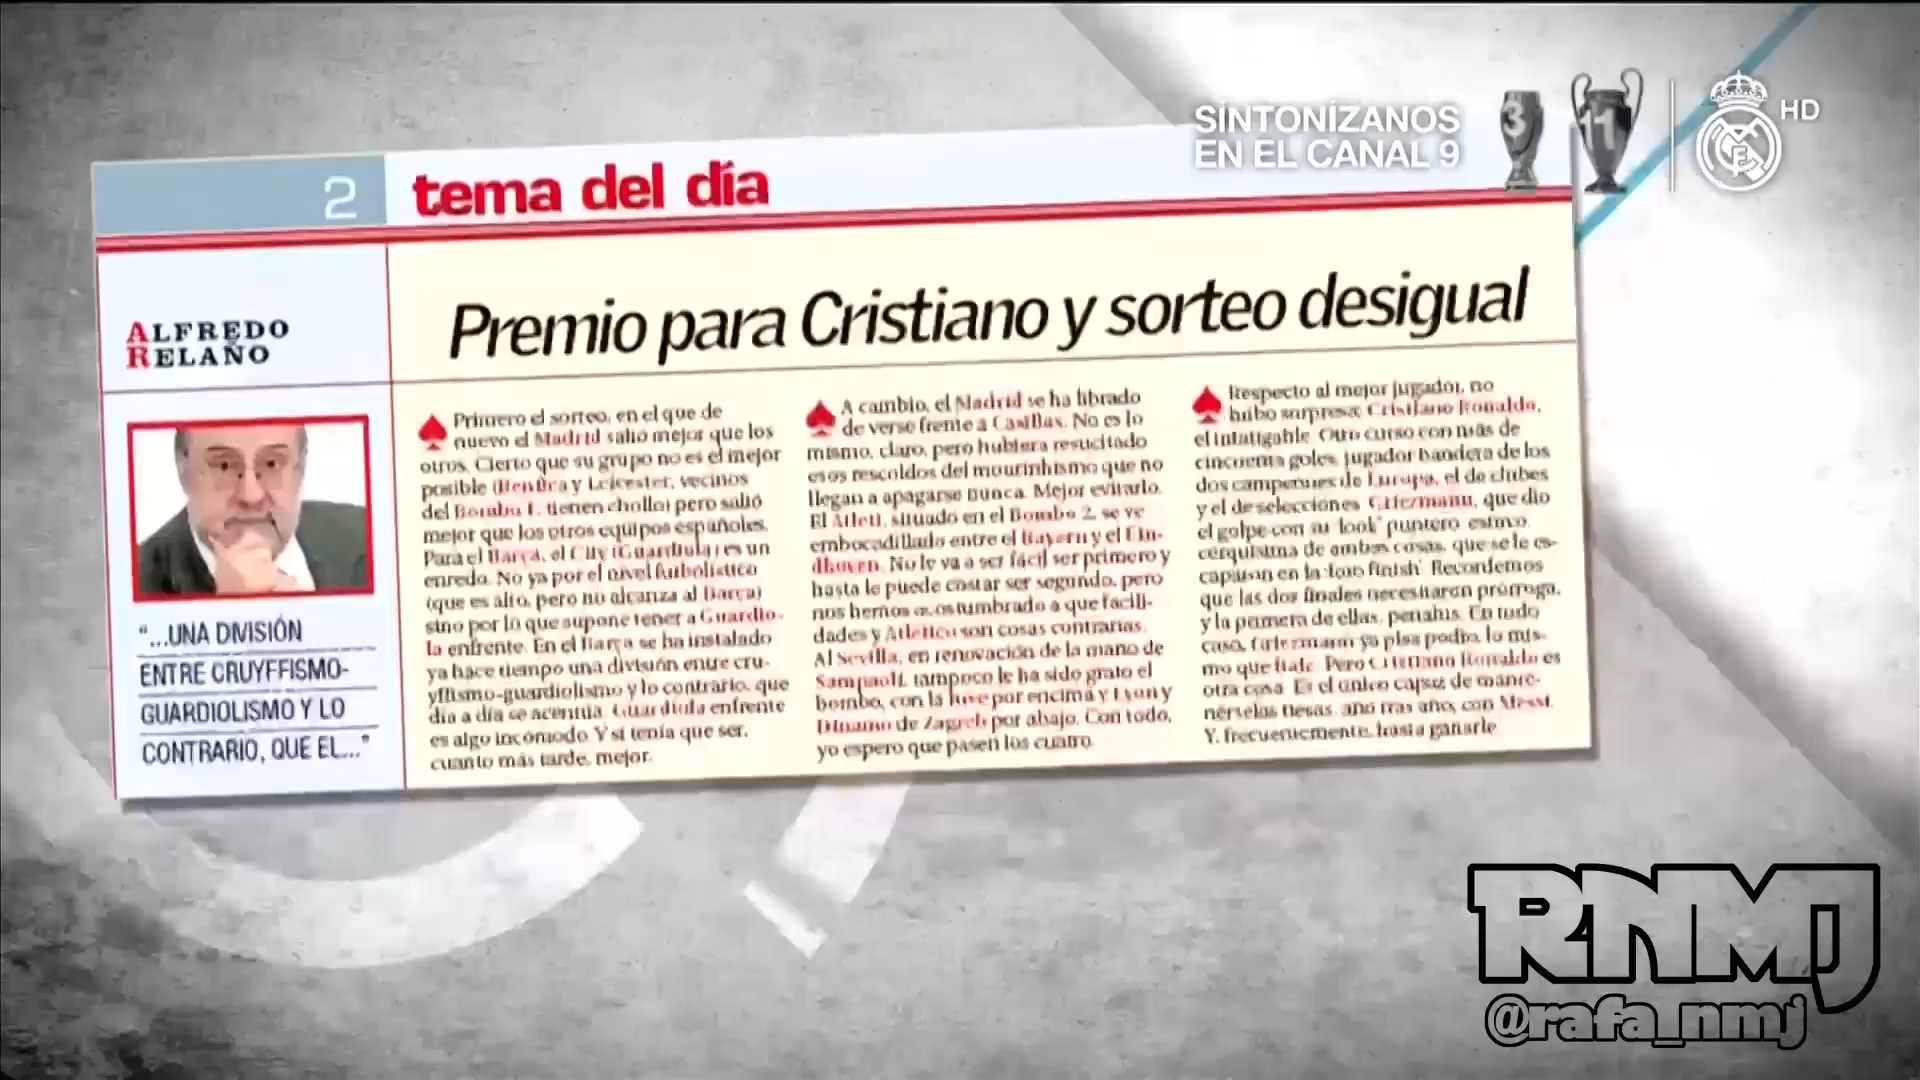 SINTONÍZANOS
EN EL CANAL 9
3
11
HD
2
tema del día
ALFREDO
RELAÑO
Premio para Cristiano y sorteo desigual
"...UNA DIVISIÓN
ENTRE CRUYFFISMO-
GUARDIOLISMO Y LO
CONTRARIO, QUE EL..."
Primero el sorteo, en el que de
nuevo el Madrid salió mejor que los
otros. Cierto que su grupo no es el mejor
posible (Benfica y Leicester, vecinos
del Bombo 1, tienen chollo) pero salió
mejor que los otros equipos españoles.
Para el Barça, el City (Guardiola) es un
enredo. No ya por el nivel futbolístico
(que es alto, pero no alcanza al Barça)
sino por lo que supone tener a Guardio-
la enfrente. En el Barça se ha instalado
ya hace tiempo una división entre cru-
yffismo-guardiolismo y lo contrario, que
día a día se acentúa. Guardiola enfrente
es algo incómodo. Y si tenía que ser,
cuanto más tarde, mejor.
A cambio, el Madrid se ha librado
de verse frente a Casillas. No es lo
mismo, claro, pero hubiera resucitado
esos rescoldos del mourinhismo que no
llegan a apagarse nunca. Mejor evitarlo.
El Atleti, situado en el Bombo 2, se ve
embocadillado entre el Bayern y el Ein-
dhoven. No le va a ser fácil ser primero y
hasta le puede costar ser segundo, pero
nos hemos acostumbrado a que facili-
dades y Atlético son cosas contrarias.
Al Sevilla, en renovación de la mano de
Sampaoli, tampoco le ha sido grato el
bombo, con la Juve por encima y Lyon y
Dinamo de Zagreb por abajo. Con todo,
yo espero que pasen los cuatro.
Respecto al mejor jugador, no
hubo sorpresa: Cristiano Ronaldo,
el infatigable. Otro curso con más de
cincuenta goles, jugador bandera de los
dos campeones de Europa, el de clubes
y el de selecciones. Griezmann, que dio
el golpe con su 'look' puntero estuvo
cerquísima de ambas cosas, que se le es-
caparon en la 'foto finish'. Recordemos
que las dos finales necesitaron prórroga,
y la primera de ellas, penaltis. En todo
caso, Griezmann ya pisa podio, lo mis-
mo que Bale. Pero Cristiano Ronaldo es
otra cosa. Es el único capaz de mante-
nérselas tiesas, año tras año, con Messi.
Y, frecuentemente, hasta ganarle.
RNMJ
@rafa_nmj